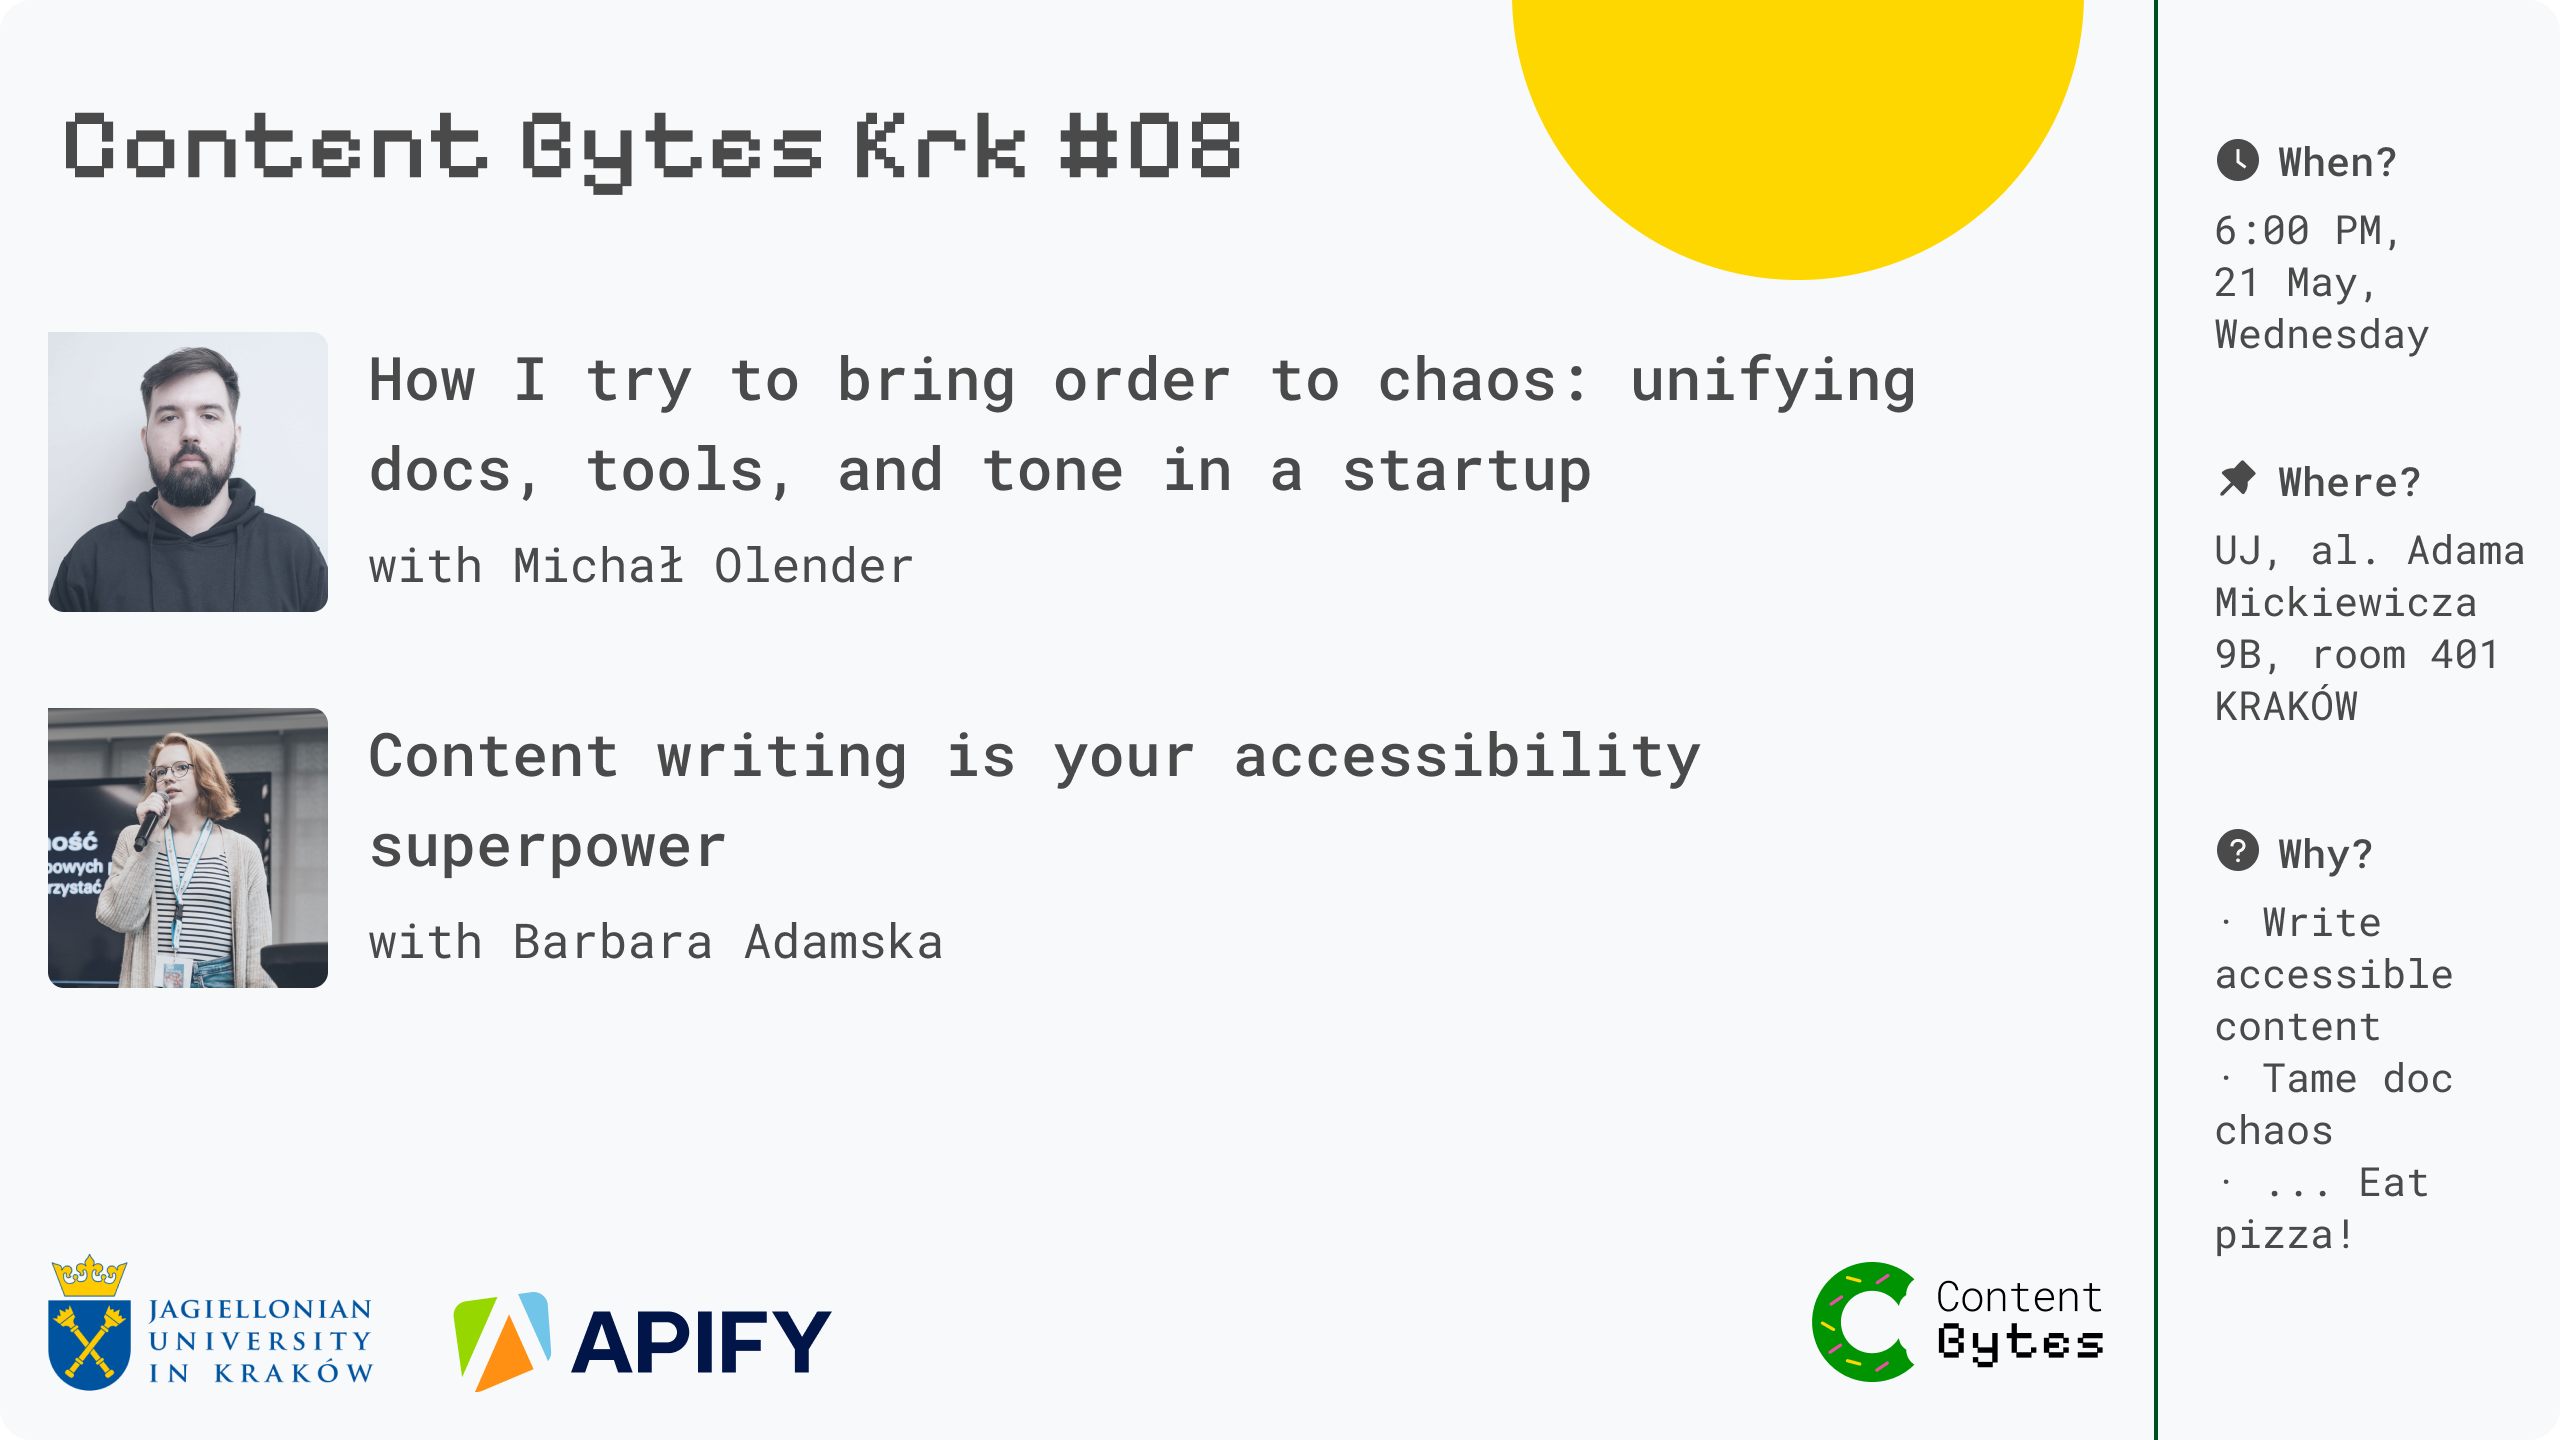 Content Bytes Krk #08
How I try to bring order to chaos: unifying
docs, tools, and tone in a startup
with Michał Olender
ność
powych
rzystać
Content writing is your accessibility
superpower
with Barbara Adamska
JAGIELLONIAN
UNIVERSITY
IN KRAKÓW
APIFY
Content
Bytes
When?
6:00 PM,
21 May,
Wednesday
Where?
UJ, al. Adama
Mickiewicza
9B, room 401
KRAKÓW
Why?
· Write
accessible
content
· Tame doc
chaos
· ... Eat
pizza!